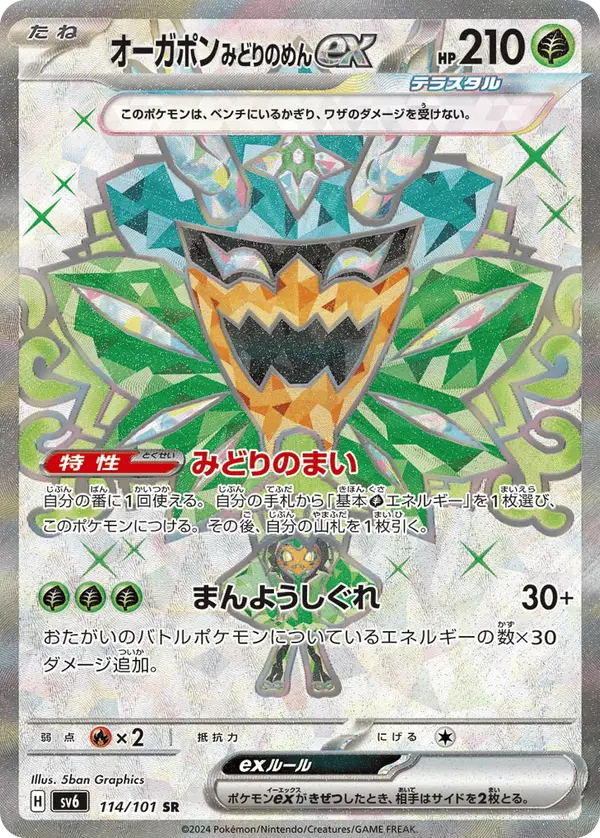 たね
オーガポン みどりのめん ex
HP 210
テラスタル
このポケモンは、ベンチにいるかぎり、ワザのダメージを受けない。
特性 みどりのまい
自分の番に1回使える。自分の手札から「基本エネルギー」を1枚選び、
このポケモンにつける。その後、自分の山札を1枚引く。
まんようしぐれ 30+
おたがいのバトルポケモンについているエネルギーの数×30
ダメージ追加。
弱点 ×2 抵抗力 にげる
exルール
ポケモンexがきぜつしたとき、相手はサイドを2枚とる。
Illus. 5ban Graphics
H sv6 114/101 SR
©2024 Pokémon/Nintendo/Creatures/GAME FREAK.